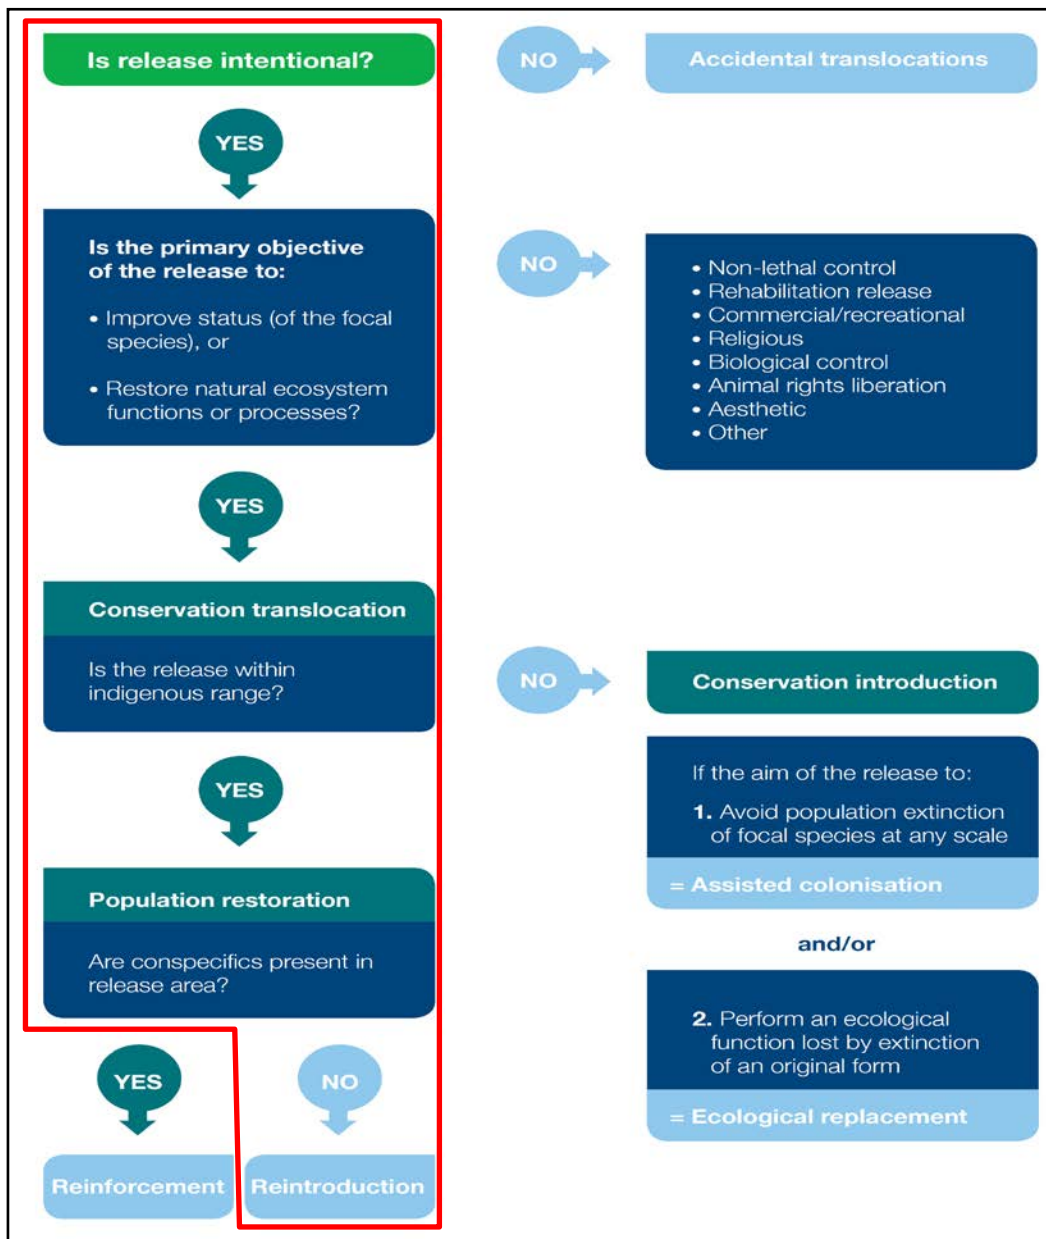 Is release intentional?
NO
Accidental translocations
YES
Is the primary objective
of the release to:
• Improve status (of the focal
species), or
• Restore natural ecosystem
functions or processes?
NO
• Non-lethal control
• Rehabilitation release
• Commercial/recreational
• Religious
• Biological control
• Animal rights liberation
• Aesthetic
• Other
YES
Conservation translocation
Is the release within
indigenous range?
NO
Conservation introduction
If the aim of the release to:
1. Avoid population extinction
of focal species at any scale
= Assisted colonisation
and/or
2. Perform an ecological
function lost by extinction
of an original form
= Ecological replacement
YES
Population restoration
Are conspecifics present in
release area?
YES
NO
Reinforcement
Reintroduction